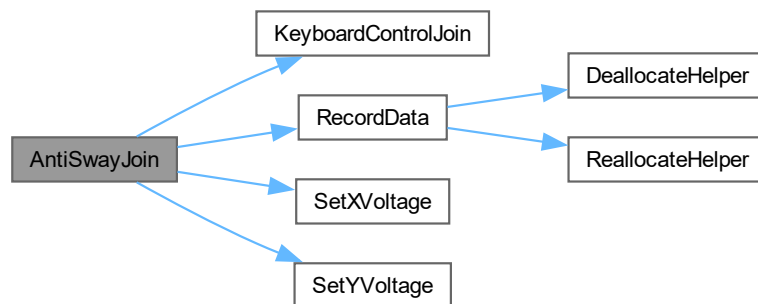 KeyboardControlJoin
DeallocateHelper
RecordData
AntiSwayJoin
ReallocateHelper
SetXVoltage
SetYVoltage